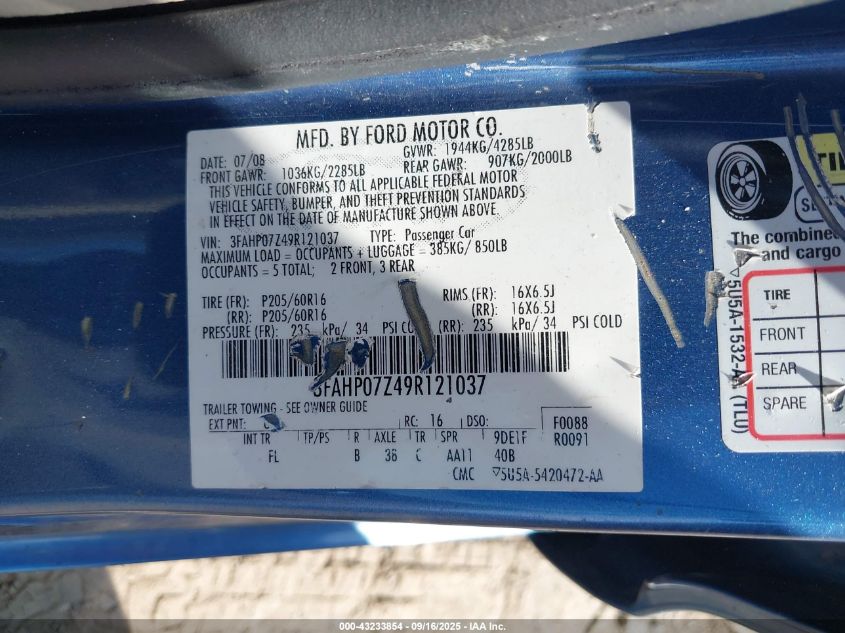 MFD. BY FORD MOTOR CO.
DATE: 07/08 GVWR: 1944KG/4285LB
FRONT GAWR: 1036KG/2285LB REAR GAWR: 907KG/2000LB
THIS VEHICLE CONFORMS TO ALL APPLICABLE FEDERAL MOTOR
VEHICLE SAFETY, BUMPER, AND THEFT PREVENTION STANDARDS
IN EFFECT ON THE DATE OF MANUFACTURE SHOWN ABOVE.
VIN: 3FAHP07Z49R121037 TYPE: Passenger Car
MAXIMUM LOAD = OCCUPANTS + LUGGAGE = 385KG/ 850LB
OCCUPANTS = 5 TOTAL; 2 FRONT, 3 REAR
TIRE (FR): P205/60R16 RIMS (FR): 16X6.5J
(RR): P205/60R16 (RR): 16X6.5J
PRESSURE (FR): 235 kPa/ 34 PSI COLD (RR): 235 kPa/ 34 PSI COLD
3FAHP07Z49R121037
TRAILER TOWING - SEE OWNER GUIDE
EXT PNT: RC: 16 DSO: F0088
INT TR TP/PS R AXLE TR SPR 9DE1F R0091
FL B 38 C AA11 40B
CMC ▽5U5A-5420472-AA
The combined
and cargo
TIRE
FRONT
REAR
SPARE
000-43233854 - 09/16/2025 - IAA Inc.